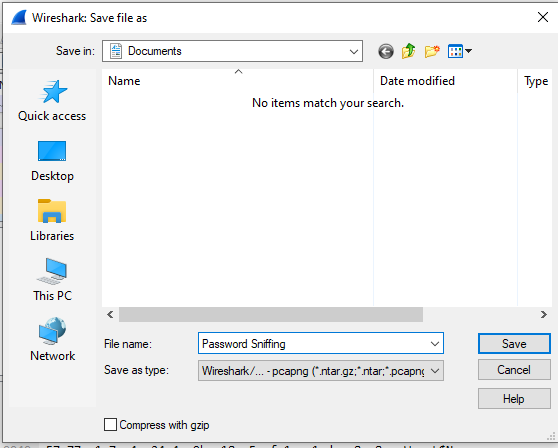 Wireshark: Save file as
Save in: Documents
Name Date modified Type
No items match your search.
Quick access
Desktop
Libraries
This PC
Network
File name: Password Sniffing Save
Save as type: Wireshark/... - pcapng (*.ntar.gz;*.ntar;*.pcapng Cancel
Help
Compress with gzip